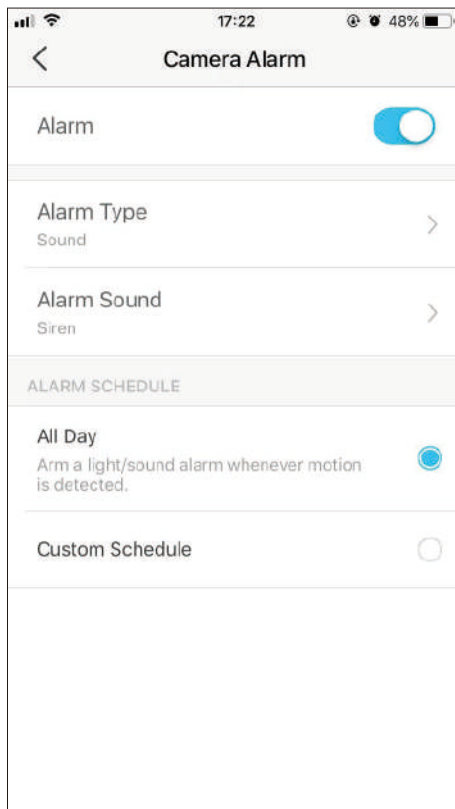 17:22 48%
Camera Alarm
Alarm
Alarm Type
Sound
Alarm Sound
Siren
ALARM SCHEDULE
All Day
Arm a light/sound alarm whenever motion
is detected.
Custom Schedule